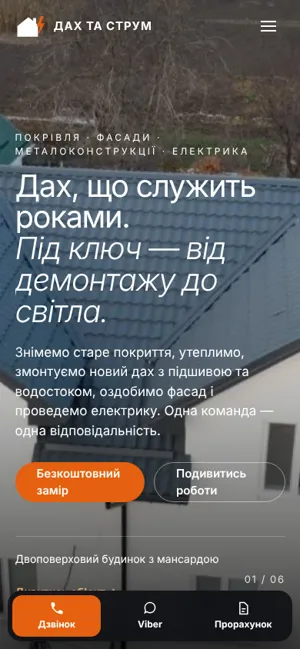 ДАХ ТА СТРУМ
ПОКРІВЛЯ · ФАСАДИ ·
МЕТАЛОКОНСТРУКЦІЇ · ЕЛЕКТРИКА
Дах, що служить
роками.
Під ключ — від
демонтажу до
світла.
Знімемо старе покриття, утеплимо,
змонтуємо новий дах з підшивою та
водостоком, оздобимо фасад і
проведемо електрику. Одна команда —
одна відповідальність.
Безкоштовний
замір
Подивитись
роботи
Двоповерховий будинок з мансардою
01 / 06
Дзвінок
Viber
Прорахунок